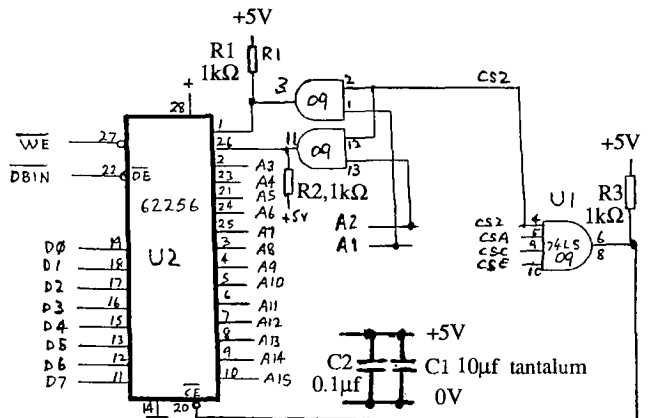 +5V
R1
R1
1kΩ
+
28
1
3
09
2
1
CS2
WE
27
26
11
09
12
13
+5V
DBIN
22
OE
2
A3
23
A4
R2,1kΩ
+5V
U1
R3
1kΩ
62256
21
A5
24
A6
25
A7
A2
A1
CS2
4
CSA
5
CSC
9
CSE
10
74LS
09
6
8
U2
D0
19
3
A8
D1
18
4
A9
D2
17
5
A10
D3
16
6
A11
D4
15
7
A12
D5
13
8
A13
D6
12
9
A14
D7
11
10
A15
+5V
C2
C1 10µf tantalum
0.1µf
0V
14
20
CE